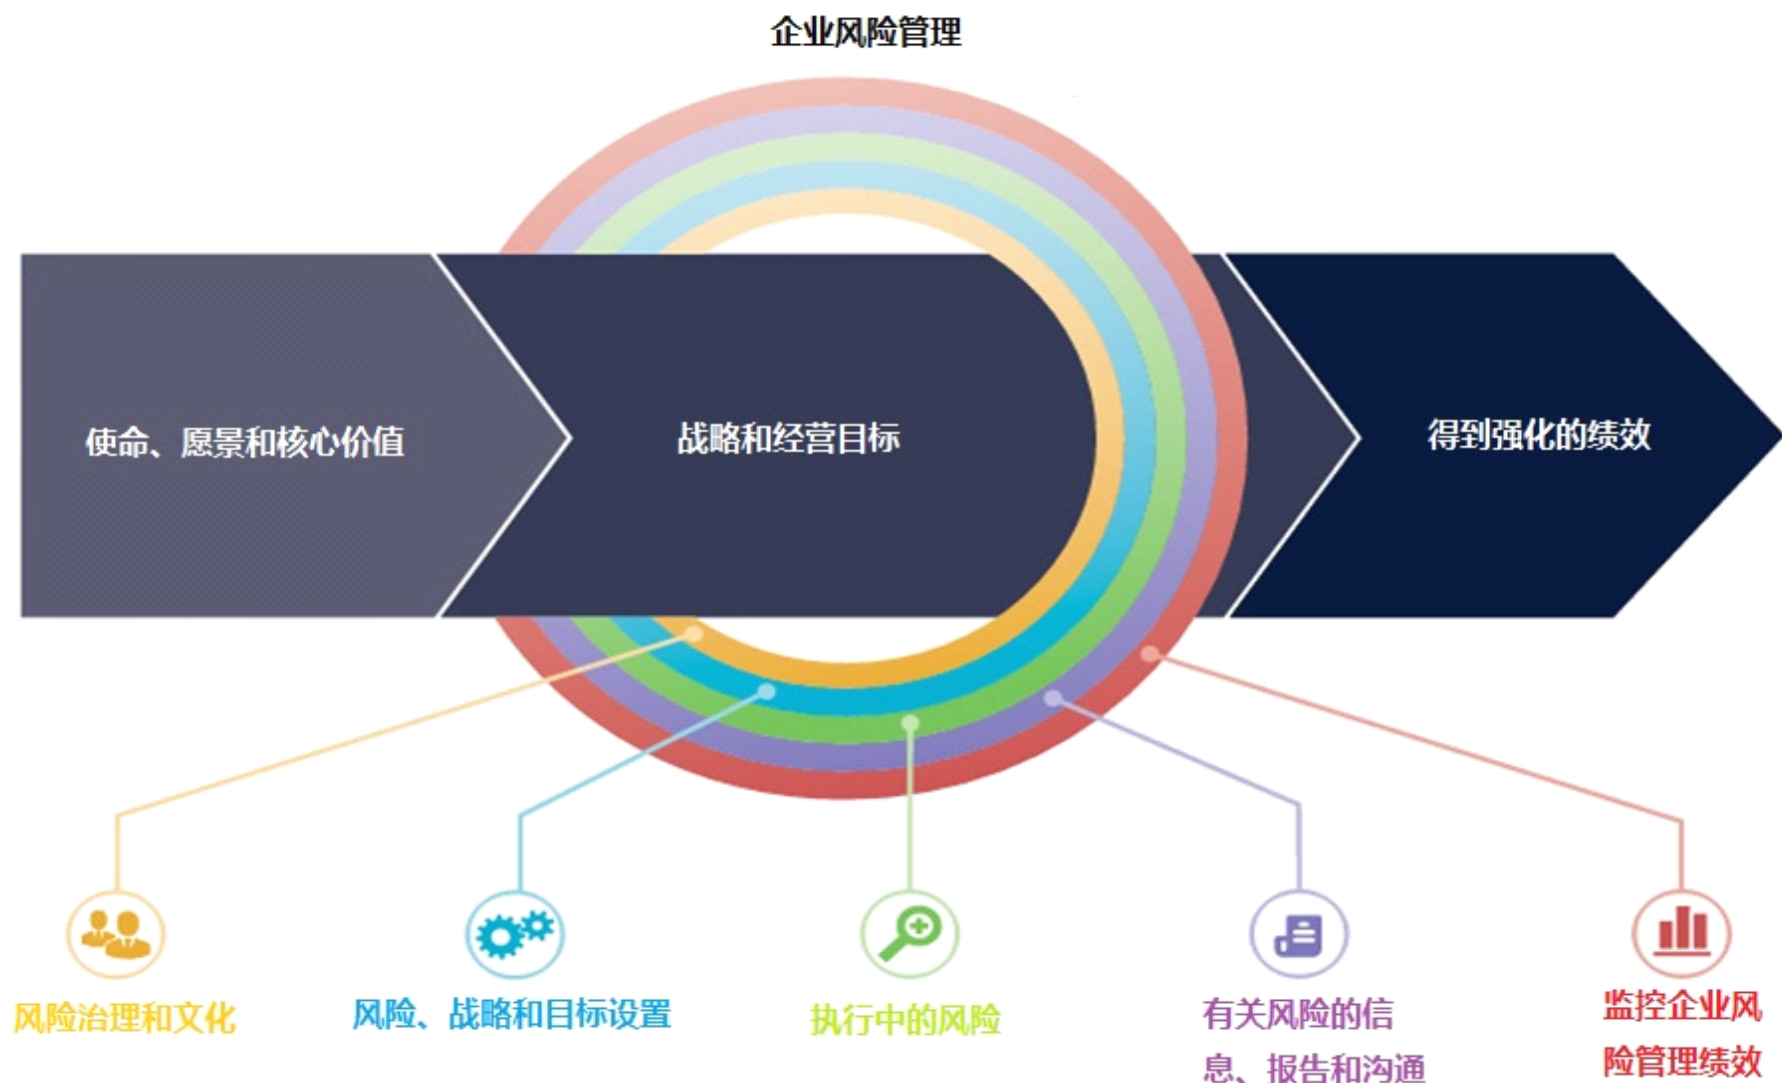 企业风险管理
使命、愿景和核心价值
战略和经营目标
得到强化的绩效
风险治理和文化
风险、战略和目标设置
执行中的风险
有关风险的信
息、报告和沟通
监控企业风
险管理绩效